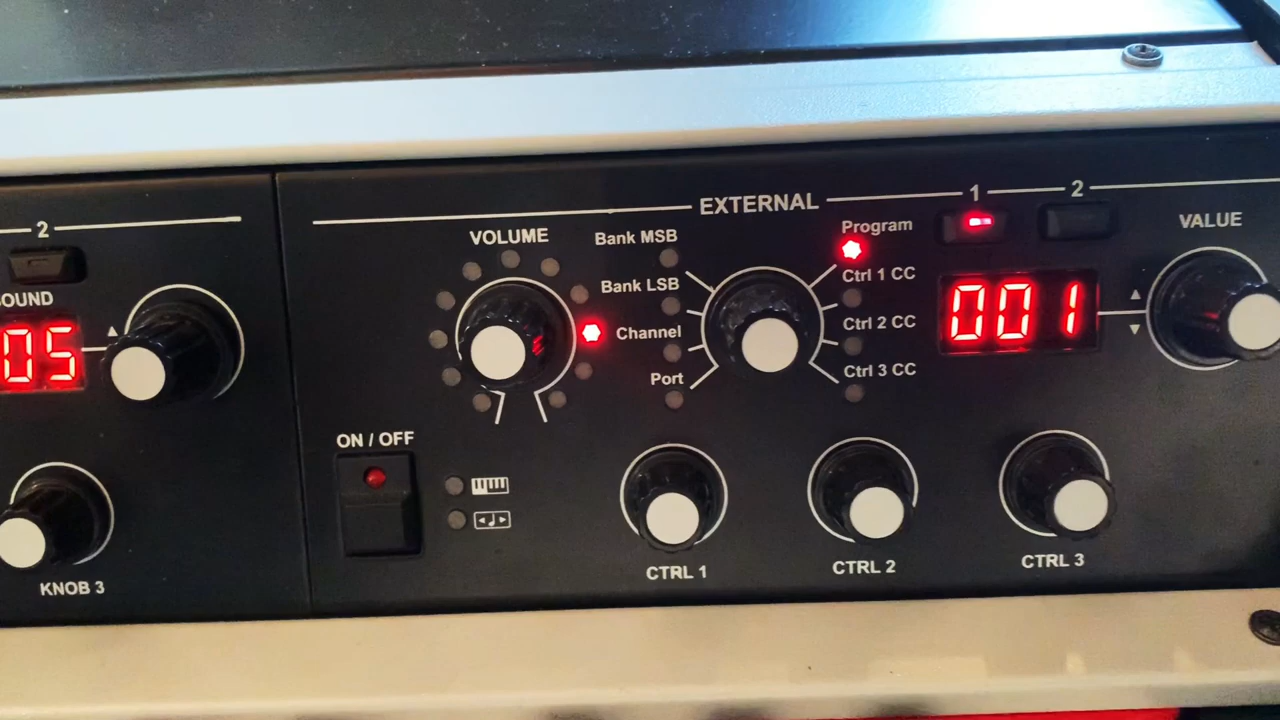 EXTERNAL
1
2
2
VOLUME
Bank MSB
Program
VALUE
Bank LSB
Ctrl 1 CC
05
Channel
Ctrl 2 CC
001
Port
Ctrl 3 CC
ON / OFF
KNOB 3
CTRL 1
CTRL 2
CTRL 3